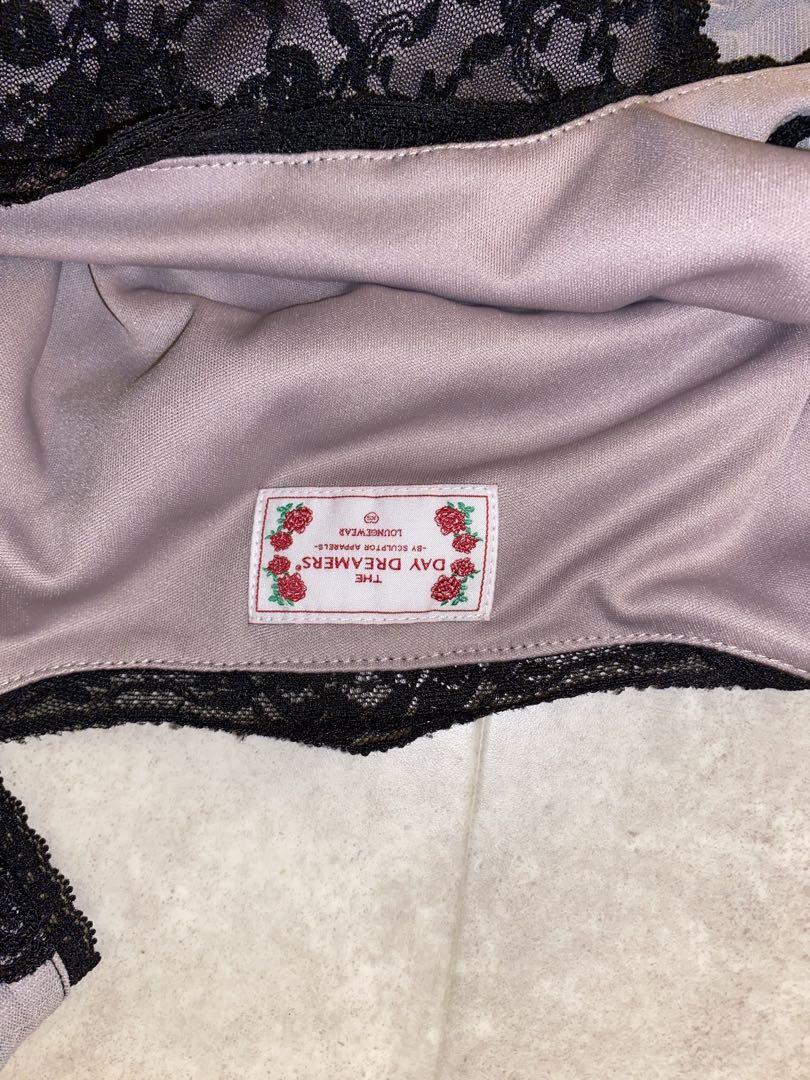 THE
DAY DREAMERS®
-BY SCULPTOR APPARELS-
LOUNGEWEAR